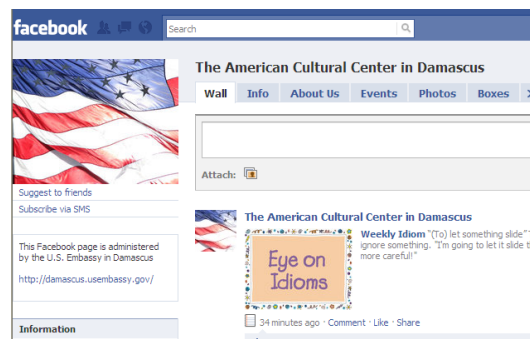 facebook
Search
The American Cultural Center in Damascus
Wall Info About Us Events Photos Boxes
Attach:
Suggest to friends
Subscribe via SMS
This Facebook page is administered
by the U.S. Embassy in Damascus
http://damascus.usembassy.gov/
Information
The American Cultural Center in Damascus
Weekly Idiom "(To) let something slide"
ignore something. "I'm going to let it slide
more careful!"
Eye on
Idioms
34 minutes ago · Comment · Like · Share